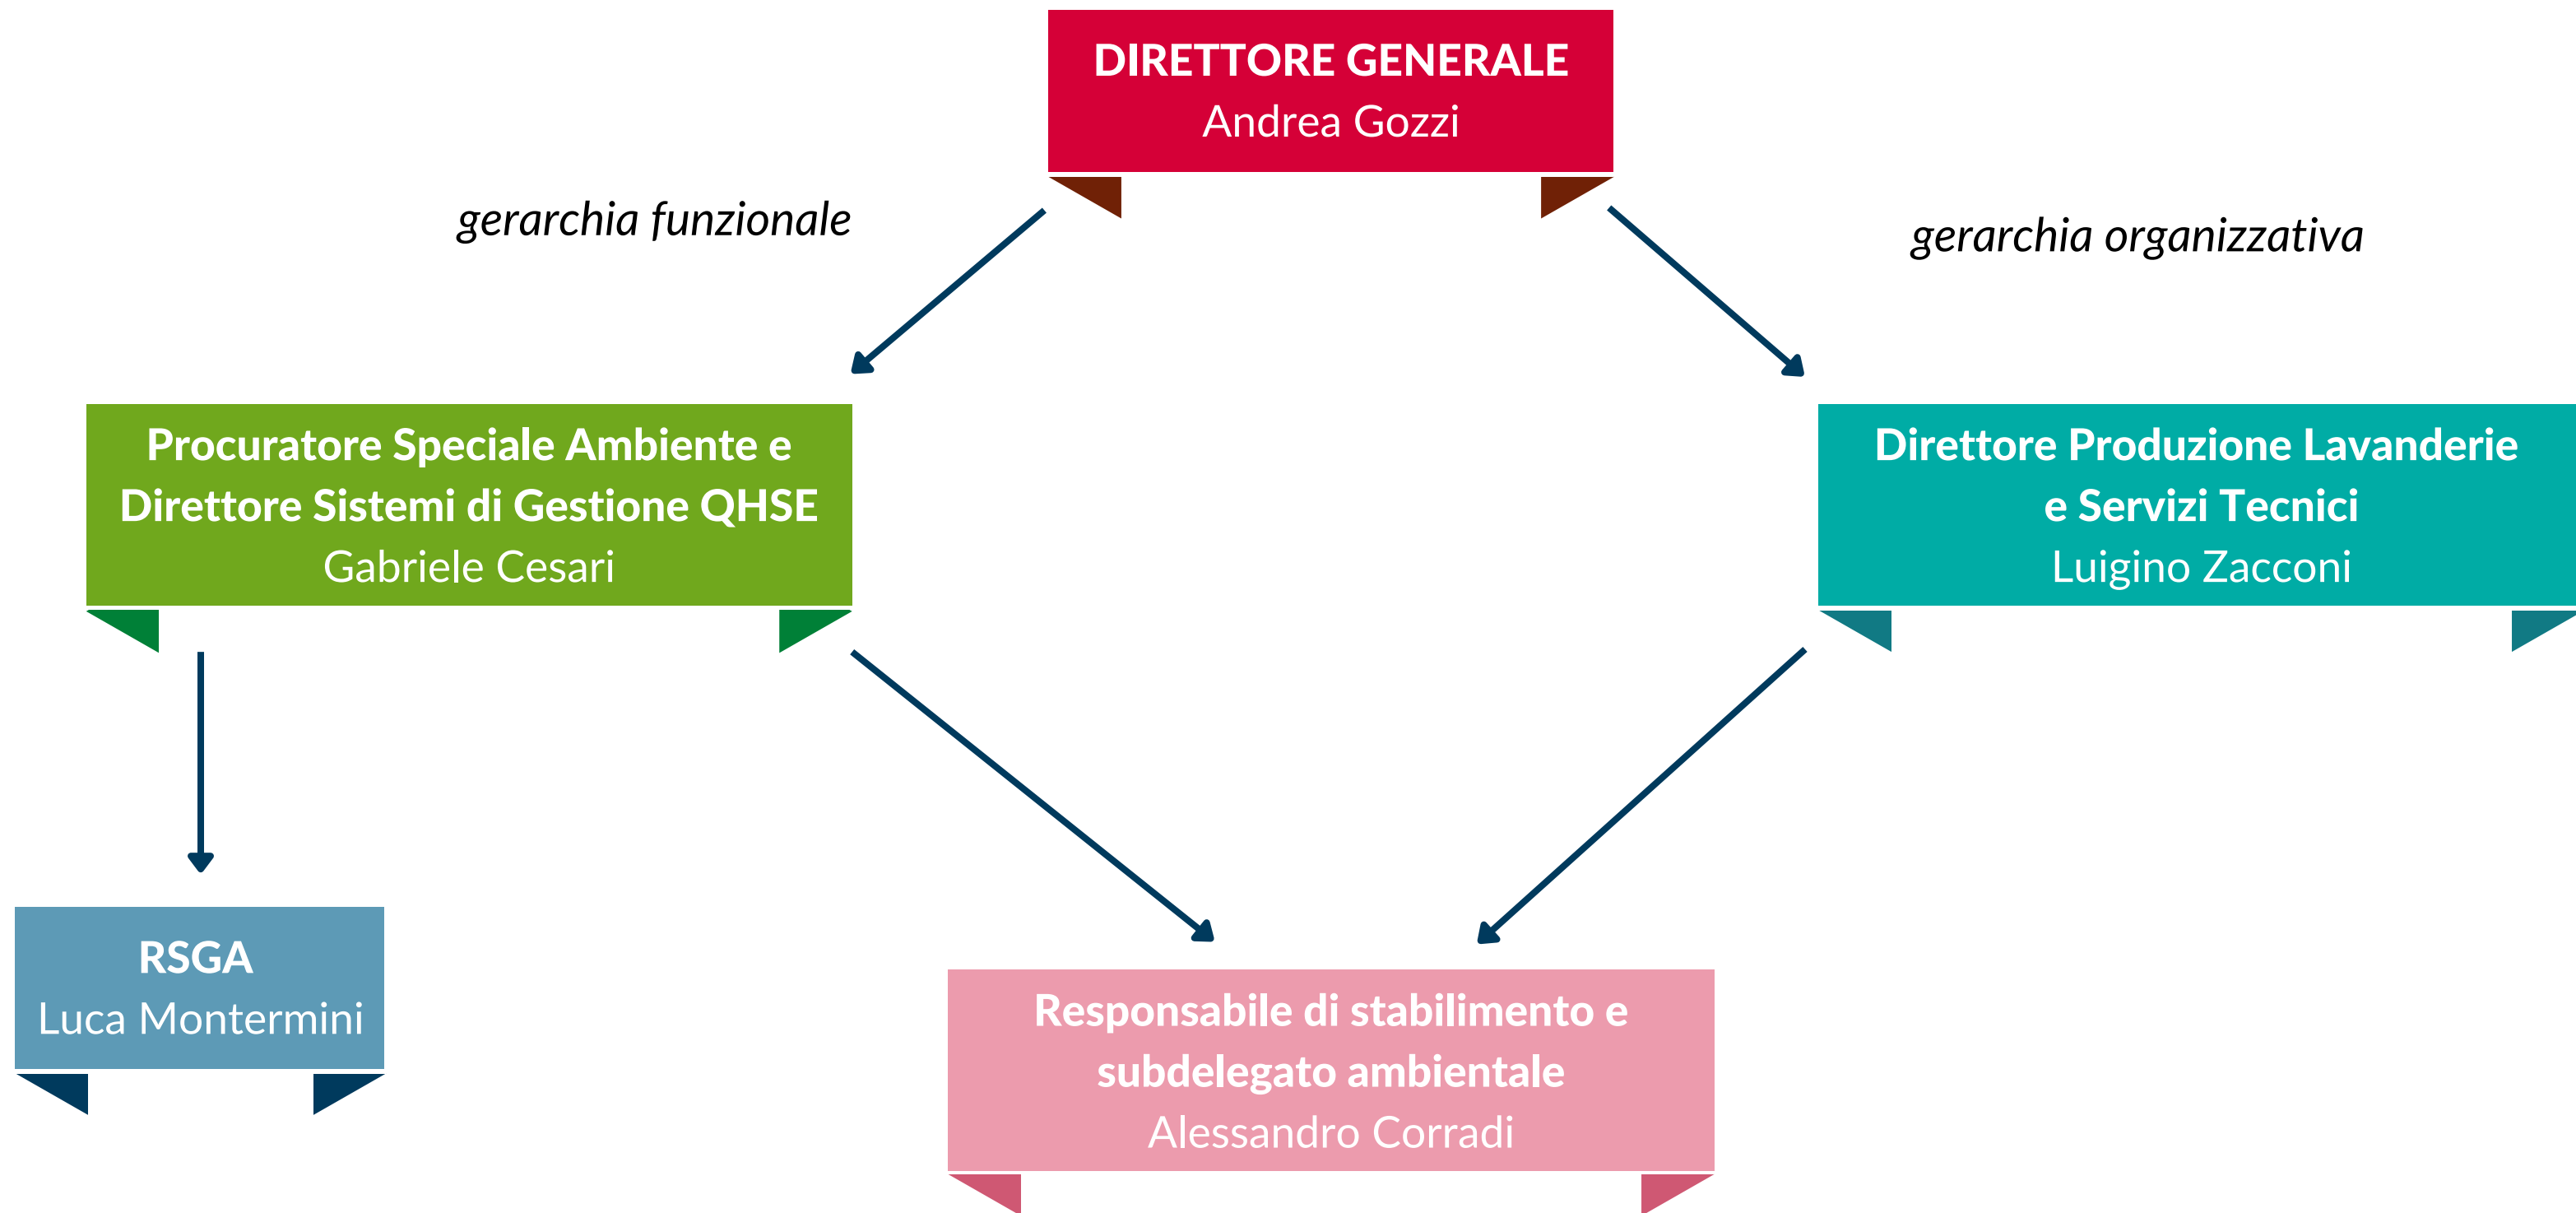 DIRETTORE GENERALE
Andrea Gozzi
gerarchia funzionale
gerarchia organizzativa
Procuratore Speciale Ambiente e
Direttore Sistemi di Gestione QHSE
Gabriele Cesari
Direttore Produzione Lavanderie
e Servizi Tecnici
Luigino Zacconi
RSGA
Luca Montermini
Responsabile di stabilimento e
subdelegato ambientale
Alessandro Corradi